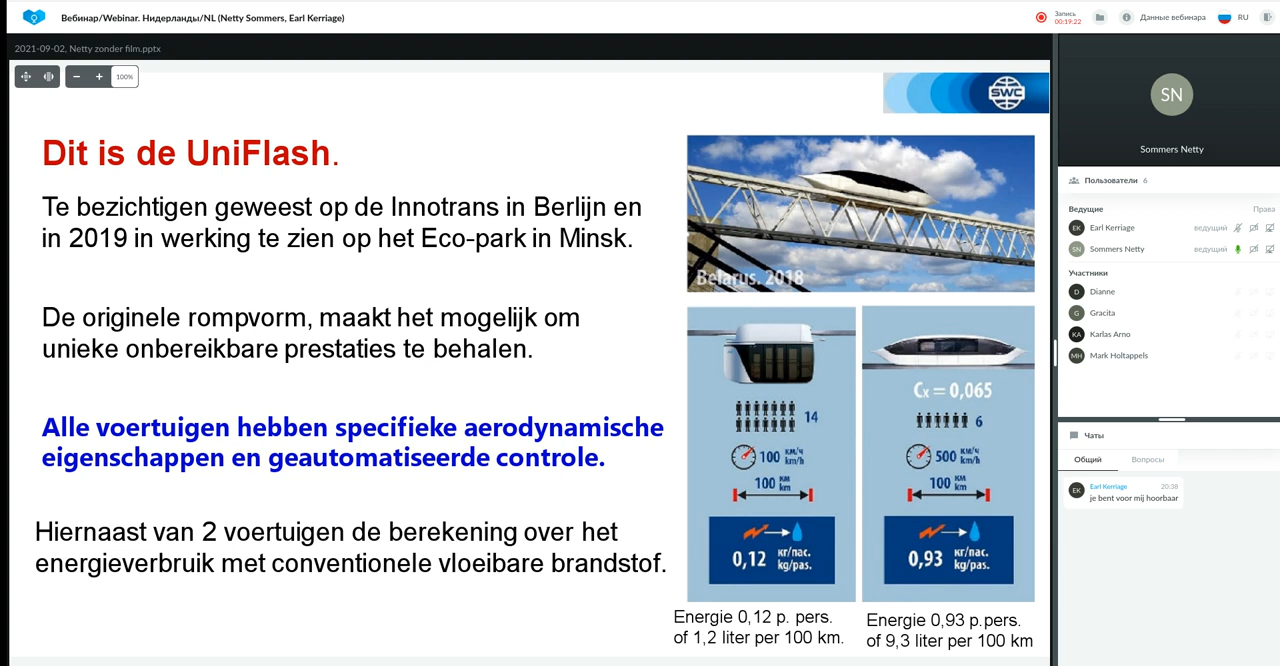 Вебинар/Webinar. Нидерланды/NL (Netty Sommers, Earl Kerriage)
Запись
00:19:22
Данные вебинара
RU
2021-09-02, Netty zonder film.pptx
100%
SWC
Dit is de UniFlash.
Te bezichtigen geweest op de Innotrans in Berlijn en
in 2019 in werking te zien op het Eco-park in Minsk.
De originele rompvorm, maakt het mogelijk om
unieke onbereikbare prestaties te behalen.
Alle voertuigen hebben specifieke aerodynamische
eigenschappen en geautomatiseerde controle.
Hiernaast van 2 voertuigen de berekening over het
energieverbruik met conventionele vloeibare brandstof.
Belarus. 2018
14
100 км/ч
km/h
100 км
km
0,12 кг/пас.
kg/pas.
Energie 0,12 p. pers.
of 1,2 liter per 100 km.
Cx = 0,065
6
500 км/ч
km/h
100 км
km
0,93 кг/пас.
kg/pas.
Energie 0,93 p.pers.
of 9,3 liter per 100 km
SN
Sommers Netty
Пользователи 6
Ведущие Права
EK Earl Kerriage ведущий
SN Sommers Netty ведущий
Участники
D Dianne
G Gracita
KA Karlas Arno
MH Mark Holtappels
Чаты
Общий Вопросы
EK Earl Kerriage 20:38
je bent voor mij hoorbaar